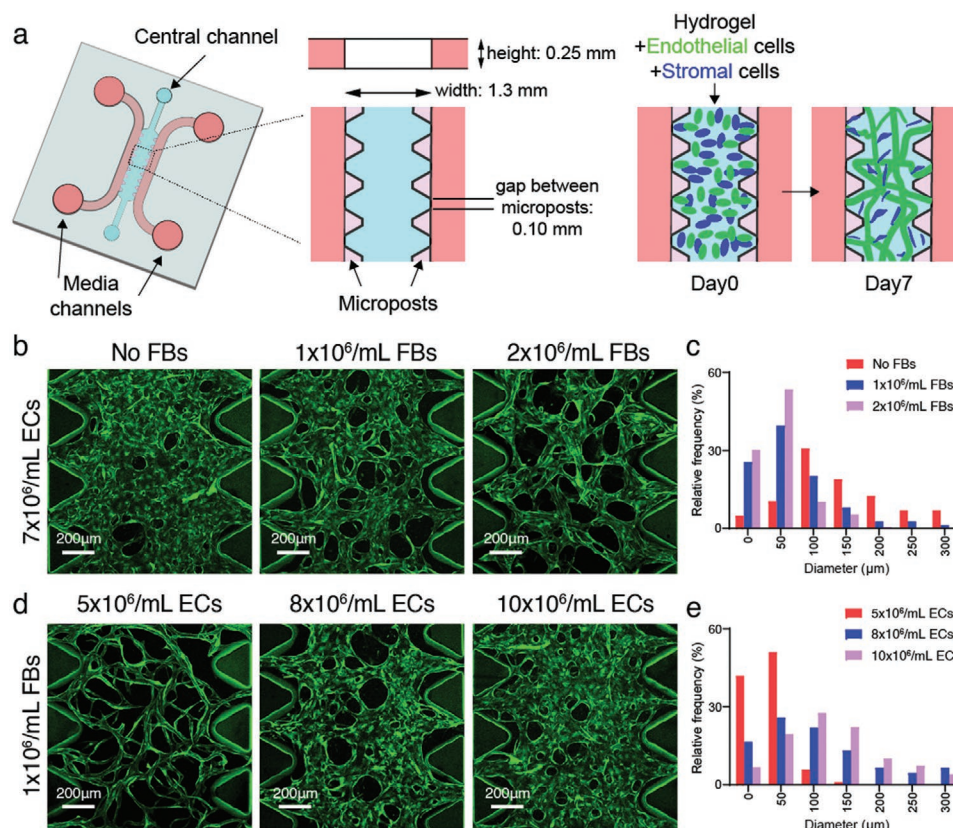 a
Central channel
height: 0.25 mm
width: 1.3 mm
gap between
microposts:
0.10 mm
Media
channels
Microposts
Hydrogel
+Endothelial cells
+Stromal cells
Day0
Day7
b
No FBs
1x10⁶/mL FBs
2x10⁶/mL FBs
7x10⁶/mL ECs
200µm
200µm
200µm
c
No FBs
1x10⁶/mL FBs
2x10⁶/mL FBs
Relative frequency (%)
60
30
0
0 50 100 150 200 250 300
Diameter (µm)
d
5x10⁶/mL ECs
8x10⁶/mL ECs
10x10⁶/mL ECs
1x10⁶/mL FBs
200µm
200µm
200µm
e
5x10⁶/mL ECs
8x10⁶/mL ECs
10x10⁶/mL EC
Relative frequency (%)
60
30
0
0 50 100 150 200 250 300
Diameter (µm)